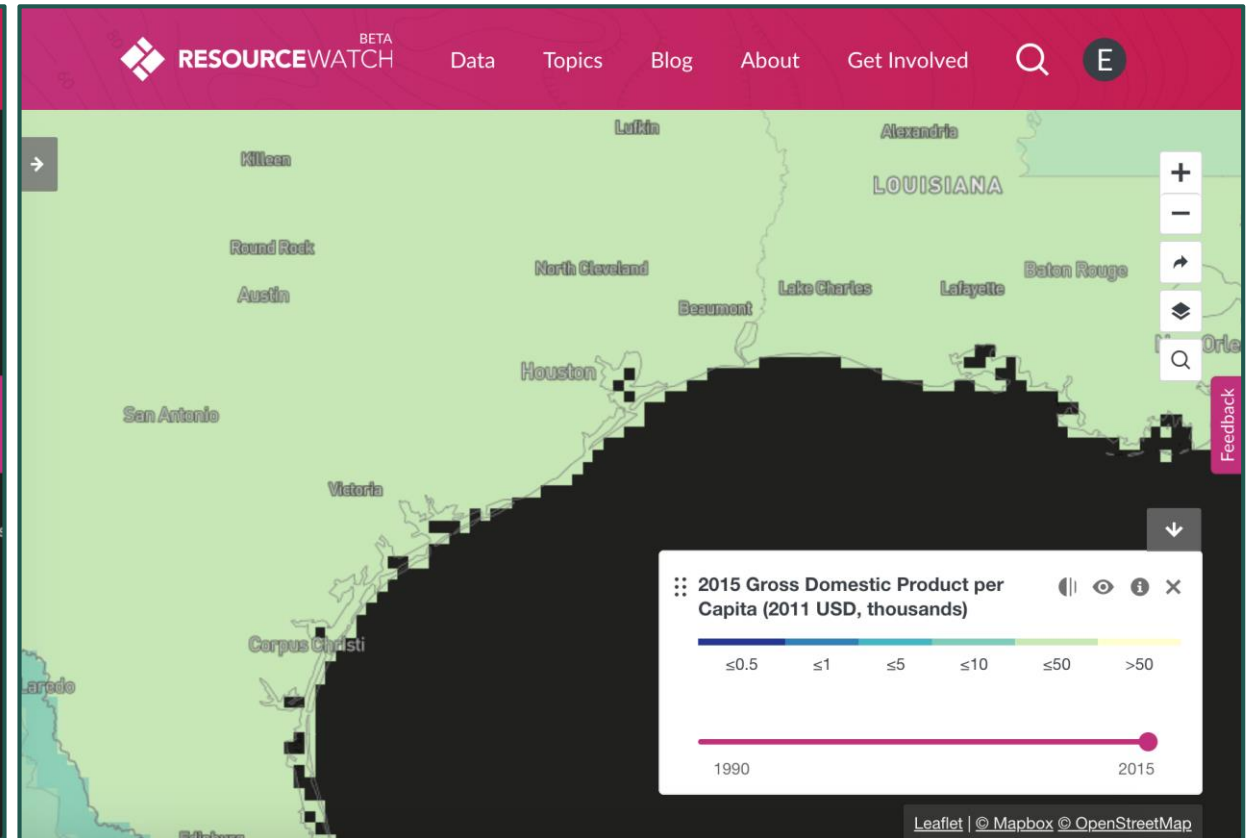 BETA
RESOURCEWATCH
Data
Topics
Blog
About
Get Involved
E
Lufkin
Alexandria
Killeen
LOUISIANA
Round Rock
North Cleveland
Baton Rouge
Austin
Lake Charles
Lafayette
Beaumont
Houston
San Antonio
Feedback
Victoria
2015 Gross Domestic Product per
Capita (2011 USD, thousands)
≤0.5 ≤1 ≤5 ≤10 ≤50 >50
Corpus Christi
Laredo
1990 2015
Edinburg
Leaflet | © Mapbox © OpenStreetMap